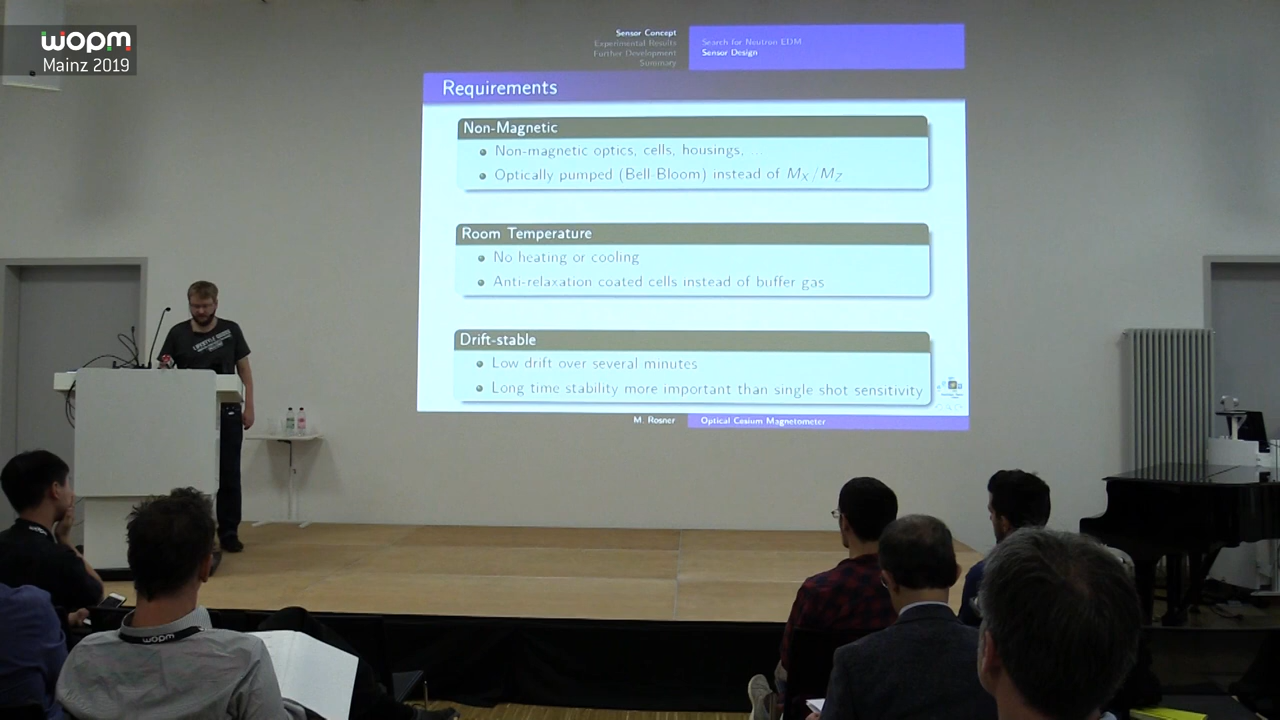 wopm
Mainz 2019
Sensor Concept
Experimental Results
Further Development
Summary
Search for Neutron EDM
Sensor Design
Requirements
Non-Magnetic
Non-magnetic optics, cells, housings, ...
Optically pumped (Bell-Bloom) instead of MX/MZ
Room Temperature
No heating or cooling
Anti-relaxation coated cells instead of buffer gas
Drift-stable
Low drift over several minutes
Long time stability more important than single shot sensitivity
M. Rosner
Optical Cesium Magnetometer
wopm